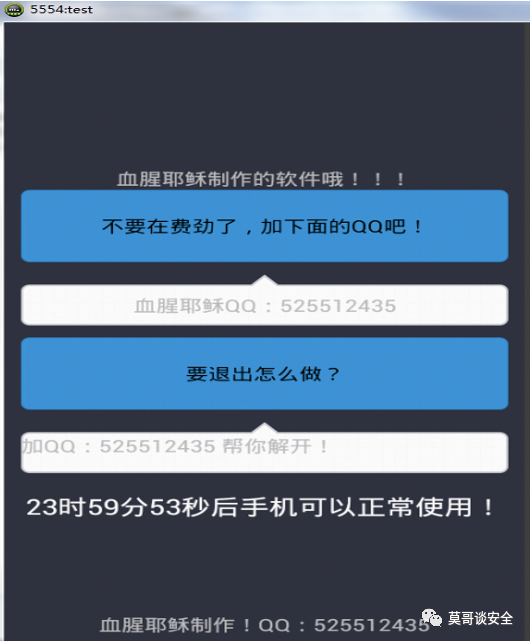 5554:test
血腥耶稣制作的软件哦！！！
不要在费劲了，加下面的QQ吧！
血腥耶稣QQ：525512435
要退出怎么做？
加QQ：525512435 帮你解开！
23时59分53秒后手机可以正常使用！
血腥耶稣制作！QQ：525512435
莫哥谈安全